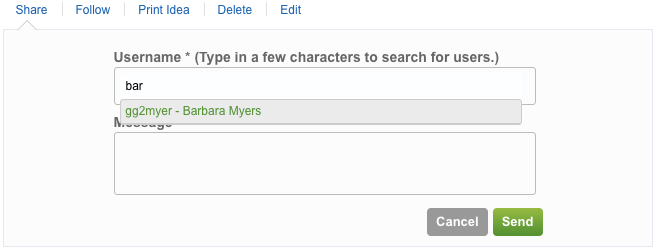 Share Follow Print Idea Delete Edit
Username * (Type in a few characters to search for users.)
bar
gg2myer - Barbara Myers
Message
Cancel Send